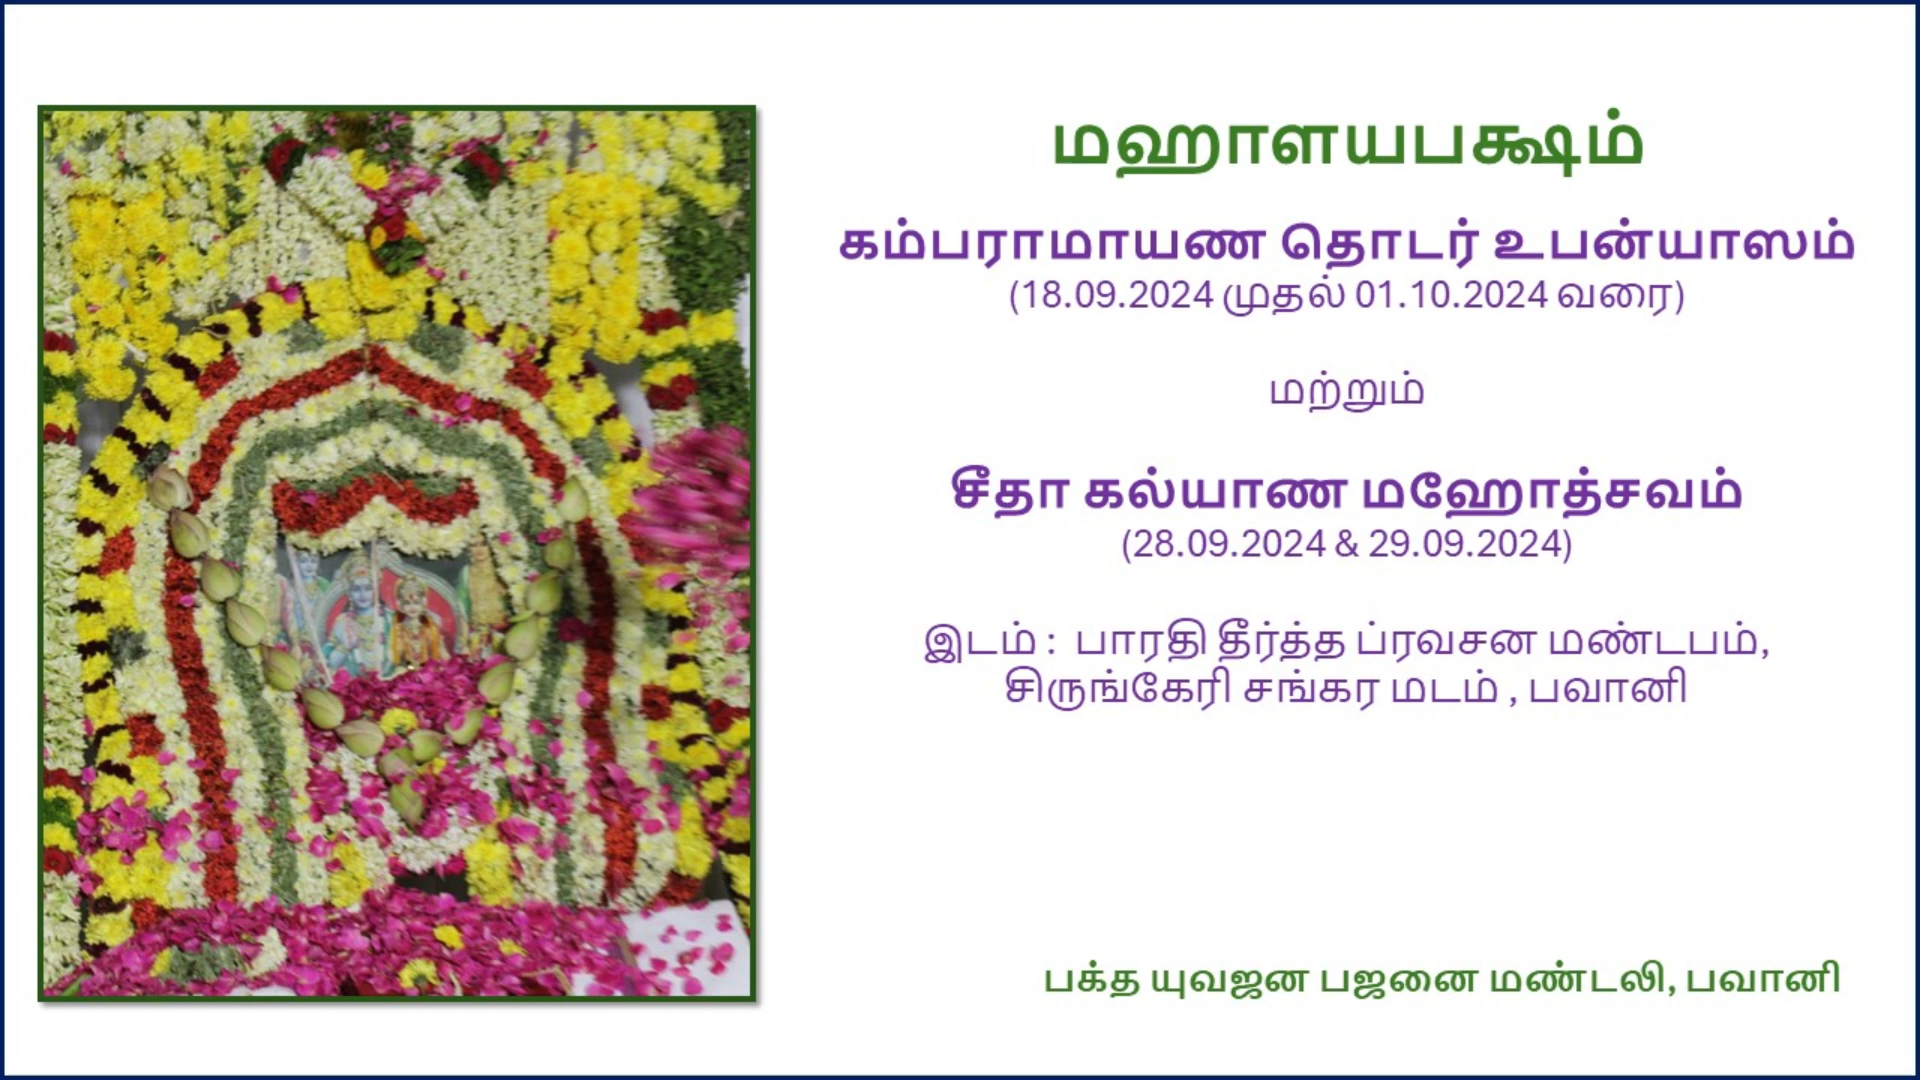 மஹாளயபக்ஷம்
கம்பராமாயண தொடர் உபன்யாஸம்
(18.09.2024 முதல் 01.10.2024 வரை)
மற்றும்
சீதா கல்யாண மஹோத்சவம்
(28.09.2024 & 29.09.2024)
இடம் : பாரதி தீர்த்த ப்ரவசன மண்டபம்,
சிருங்கேரி சங்கர மடம் , பவானி
பக்த யுவஜன பஜனை மண்டலி, பவானி